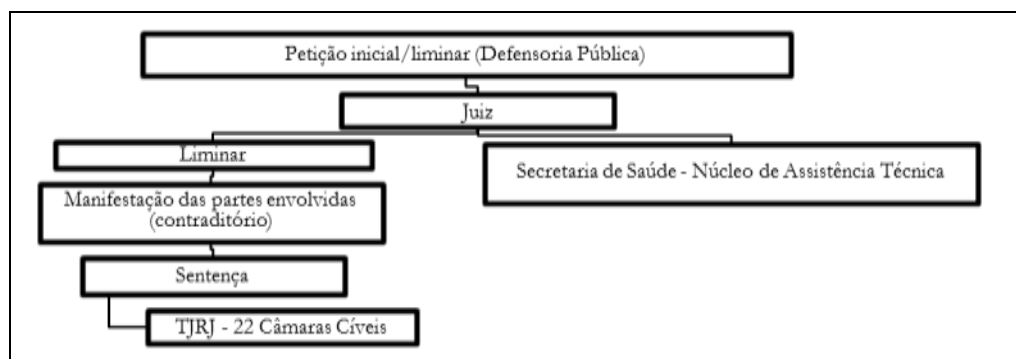 Petição inicial/liminar (Defensoria Pública)
Juiz
Liminar
Secretaria de Saúde - Núcleo de Assistência Técnica
Manifestação das partes envolvidas
(contraditório)
Sentença
TJRJ - 22 Câmaras Cíveis